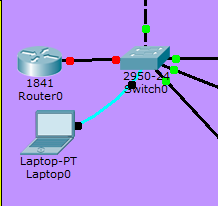 1841
Router0
2950-24
Switch0
Laptop-PT
Laptop0